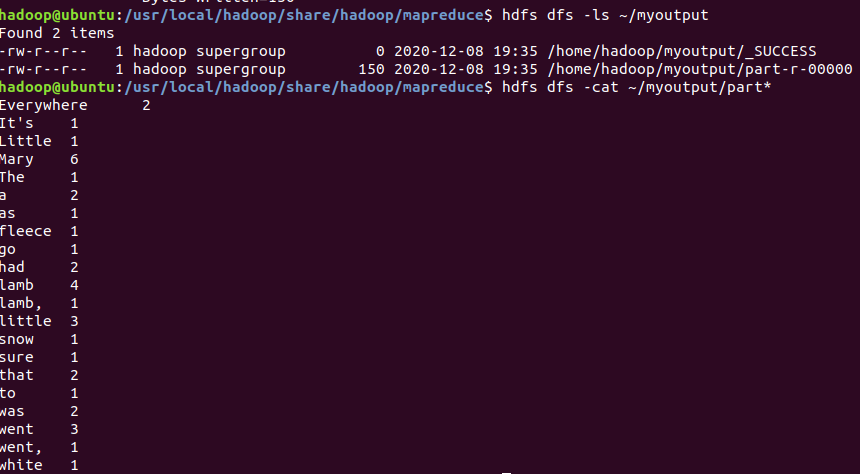 Bytes Written=150
hadoop@ubuntu:/usr/local/hadoop/share/hadoop/mapreduce$ hdfs dfs -ls ~/myoutput
Found 2 items
-rw-r--r--   1 hadoop supergroup          0 2020-12-08 19:35 /home/hadoop/myoutput/_SUCCESS
-rw-r--r--   1 hadoop supergroup        150 2020-12-08 19:35 /home/hadoop/myoutput/part-r-00000
hadoop@ubuntu:/usr/local/hadoop/share/hadoop/mapreduce$ hdfs dfs -cat ~/myoutput/part*
Everywhere      2
It's    1
Little  1
Mary    6
The     1
a       2
as      1
fleece  1
go      1
had     2
lamb    4
lamb,   1
little  3
snow    1
sure    1
that    2
to      1
was     2
went    3
went,   1
white   1